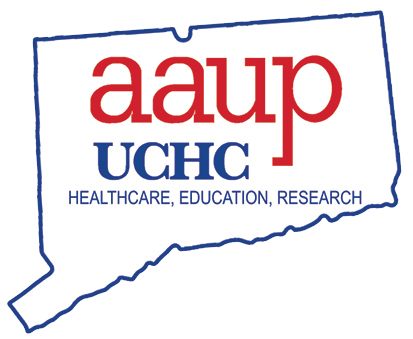 aaup
UCHC
HEALTHCARE, EDUCATION, RESEARCH